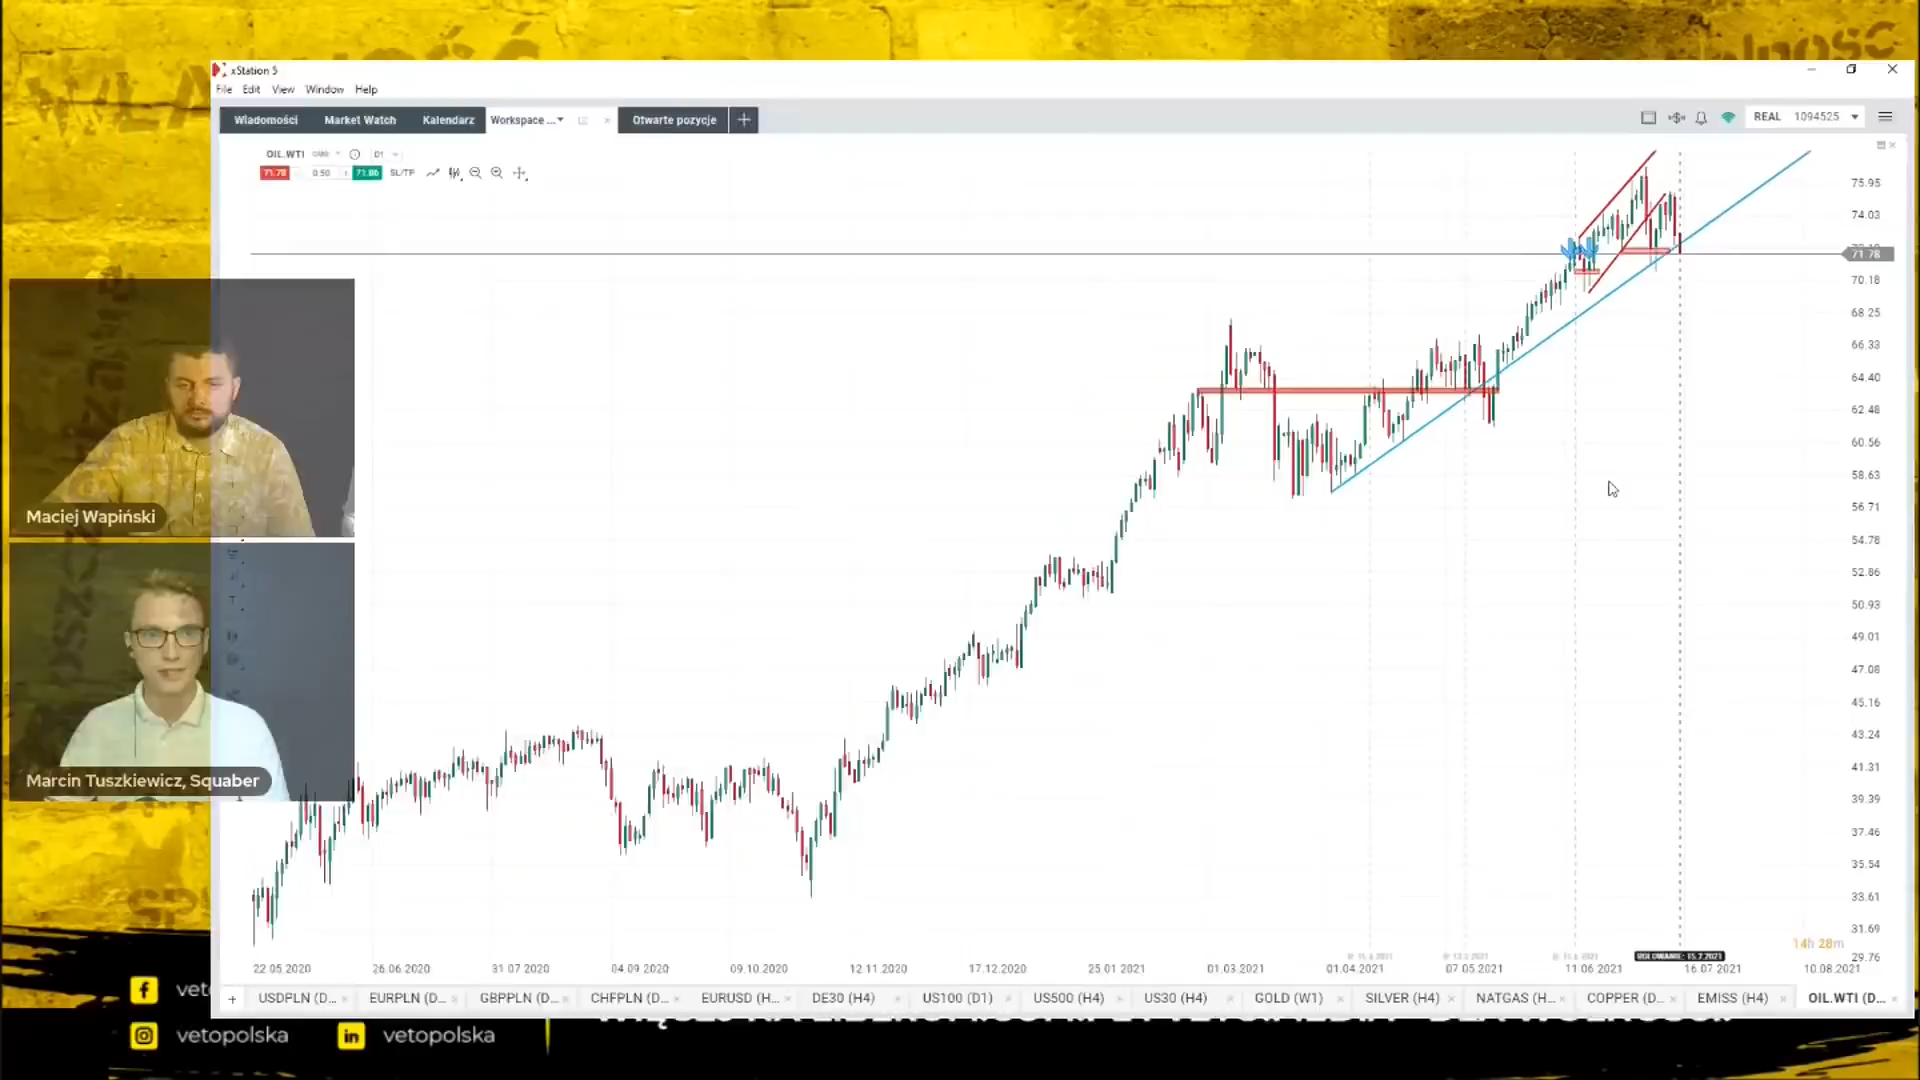 xStation 5
File Edit View Window Help
Wiadomości Market Watch Kalendarz Workspace ... Otwarte pozycje +
REAL 1094525
OIL.WTI D1
71.78 0.50 71.86 SL/TP
75.95
74.03
71.78
70.18
68.25
66.33
64.40
62.48
60.56
58.63
56.71
54.78
52.86
50.93
49.01
47.08
45.16
43.24
41.31
39.39
37.46
35.54
33.61
31.69
29.76
Maciej Wapiński
Marcin Tuszkiewicz, Squaber
14h 28m
ROLOWANIE: 15.7.2021
22 05 2020 26.06.2020 31 07 2020 04 09 2020 09.10.2020 12.11.2020 17.12.2020 25 01 2021 01.03.2021 01.04.2021 07 05 2021 11 06 2021 16 07 2021 10.08.2021
+ USDPLN (D... EURPLN (D... GBPPLN (D... CHFPLN (D... EURUSD (H... DE30 (H4) US100 (D1) US500 (H4) US30 (H4) GOLD (W1) SILVER (H4) NATGAS (H... COPPER (D... EMISS (H4) OIL.WTI (D...
vetopolska vetopolska